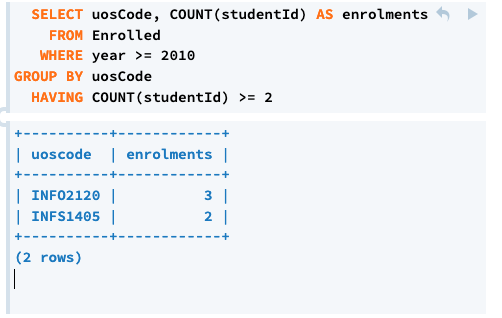 SELECT uosCode, COUNT(studentId) AS enrolments
FROM Enrolled
WHERE year >= 2010
GROUP BY uosCode
HAVING COUNT(studentId) >= 2
+----------+------------+
| uoscode  | enrolments |
+----------+------------+
| INFO2120 |          3 |
| INFS1405 |          2 |
+----------+------------+
(2 rows)